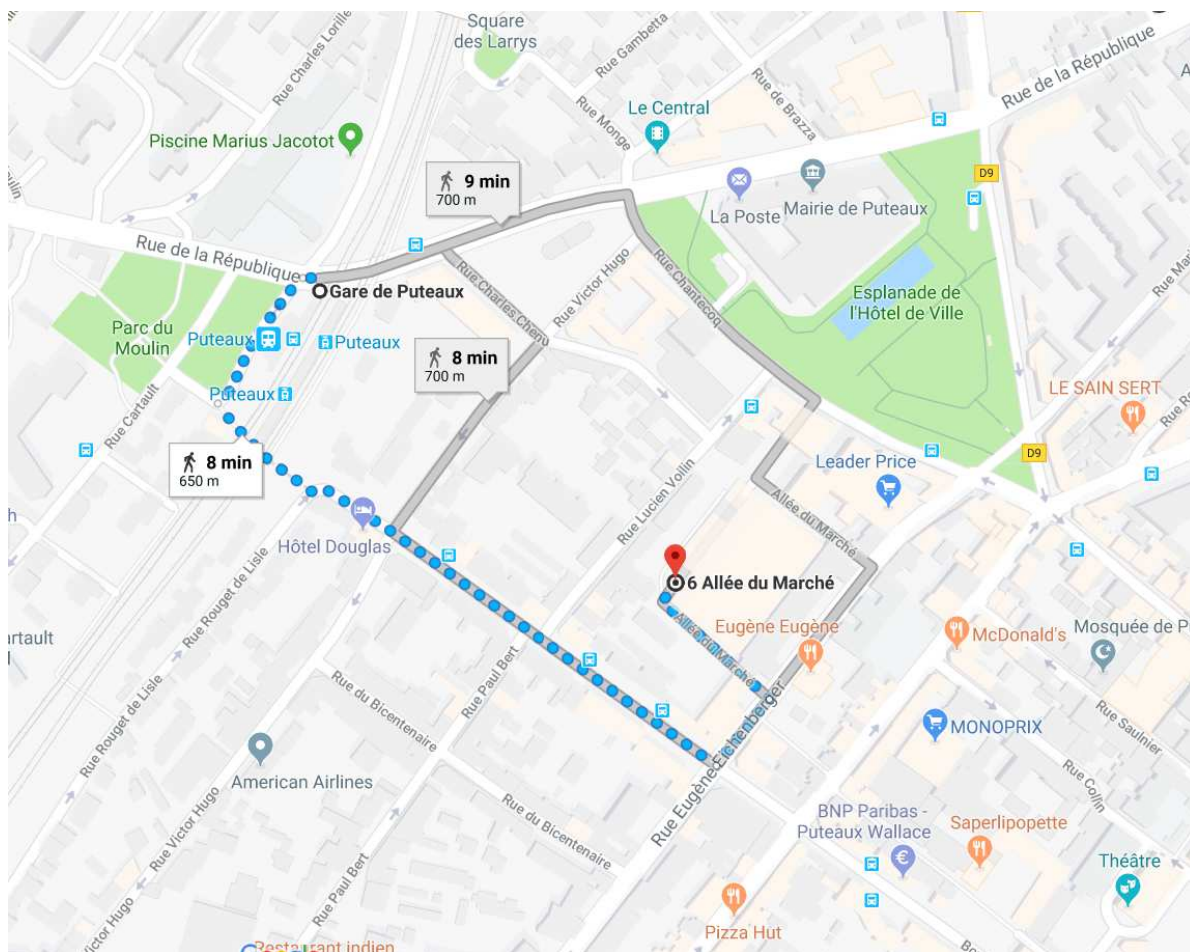 Square
des Larrys
Rue Charles Lorilleux
Rue Gambetta
Rue de la République
Rue de Brazza
Le Central
Rue Monge
Piscine Marius Jacotot
9 min
700 m
D9
La Poste
Mairie de Puteaux
Rue de la République
Rue Chantecoq
Rue Victor Hugo
Rue Charles Chenu
Gare de Puteaux
Esplanade de
l'Hôtel de Ville
Parc du
Moulin
Puteaux
Puteaux
8 min
700 m
Puteaux
Rue Cartault
LE SAIN SERT
8 min
650 m
D9
Leader Price
Rue Lucien Voilin
Allée du Marché
Hôtel Douglas
6 Allée du Marché
Rue Rouget de Lisle
Allée du Marché
Eugène Eugène
McDonald's
Mosquée de P
artault
Rue Paul Bert
Rue du Bicentenaire
Rue Rouget de Lisle
Rue Eugène Eichenberger
MONOPRIX
Rue Saulnier
American Airlines
Rue Collin
Rue Victor Hugo
Rue du Bicentenaire
BNP Paribas -
Puteaux Wallace
Saperlipopette
Théâtre
Rue Paul Bert
Victor Hugo
Pizza Hut
Restaurant indien